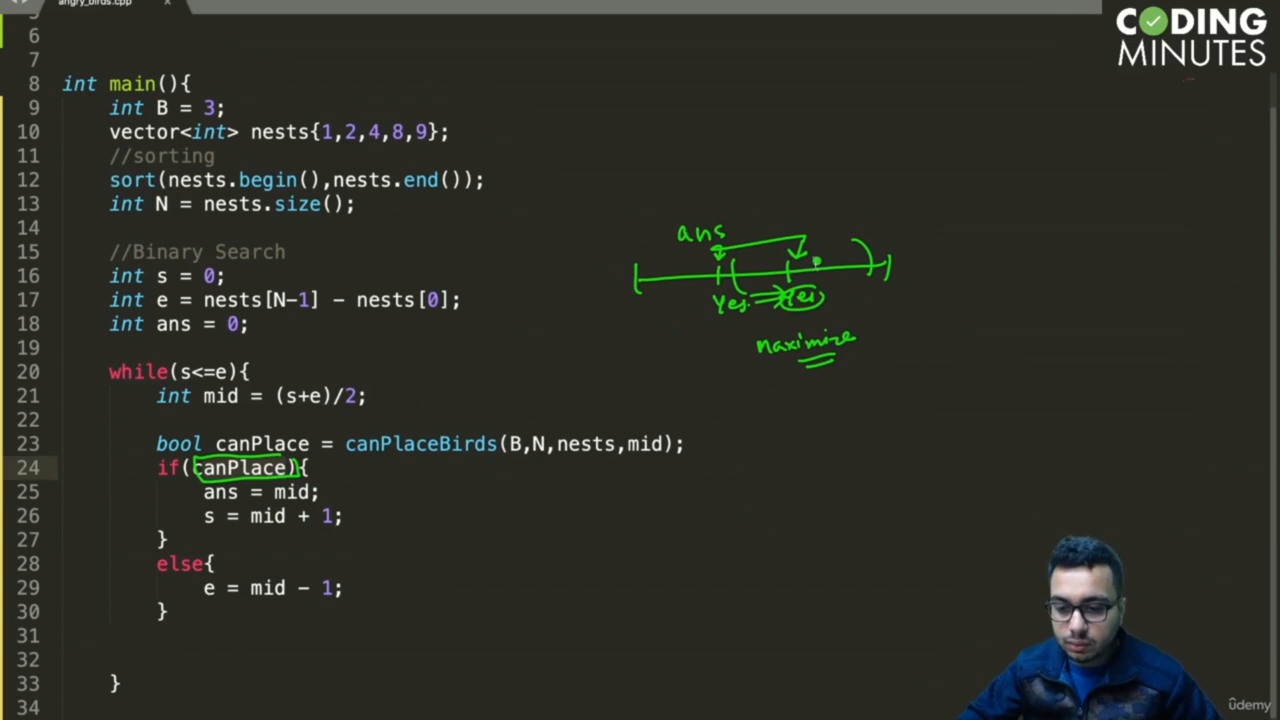 angry_birds.cpp
CODING
MINUTES
6
7
8 int main(){
9 int B = 3;
10 vector<int> nests{1,2,4,8,9};
11 //sorting
12 sort(nests.begin(),nests.end());
13 int N = nests.size();
14
15 //Binary Search
16 int s = 0;
17 int e = nests[N-1] - nests[0];
18 int ans = 0;
19
20 while(s<=e){
21 int mid = (s+e)/2;
22
23 bool canPlace = canPlaceBirds(B,N,nests,mid);
24 if(canPlace){
25 ans = mid;
26 s = mid + 1;
27 }
28 else{
29 e = mid - 1;
30 }
31
32
33 }
34
ans
Yes Yes
Maximize
ûdemy